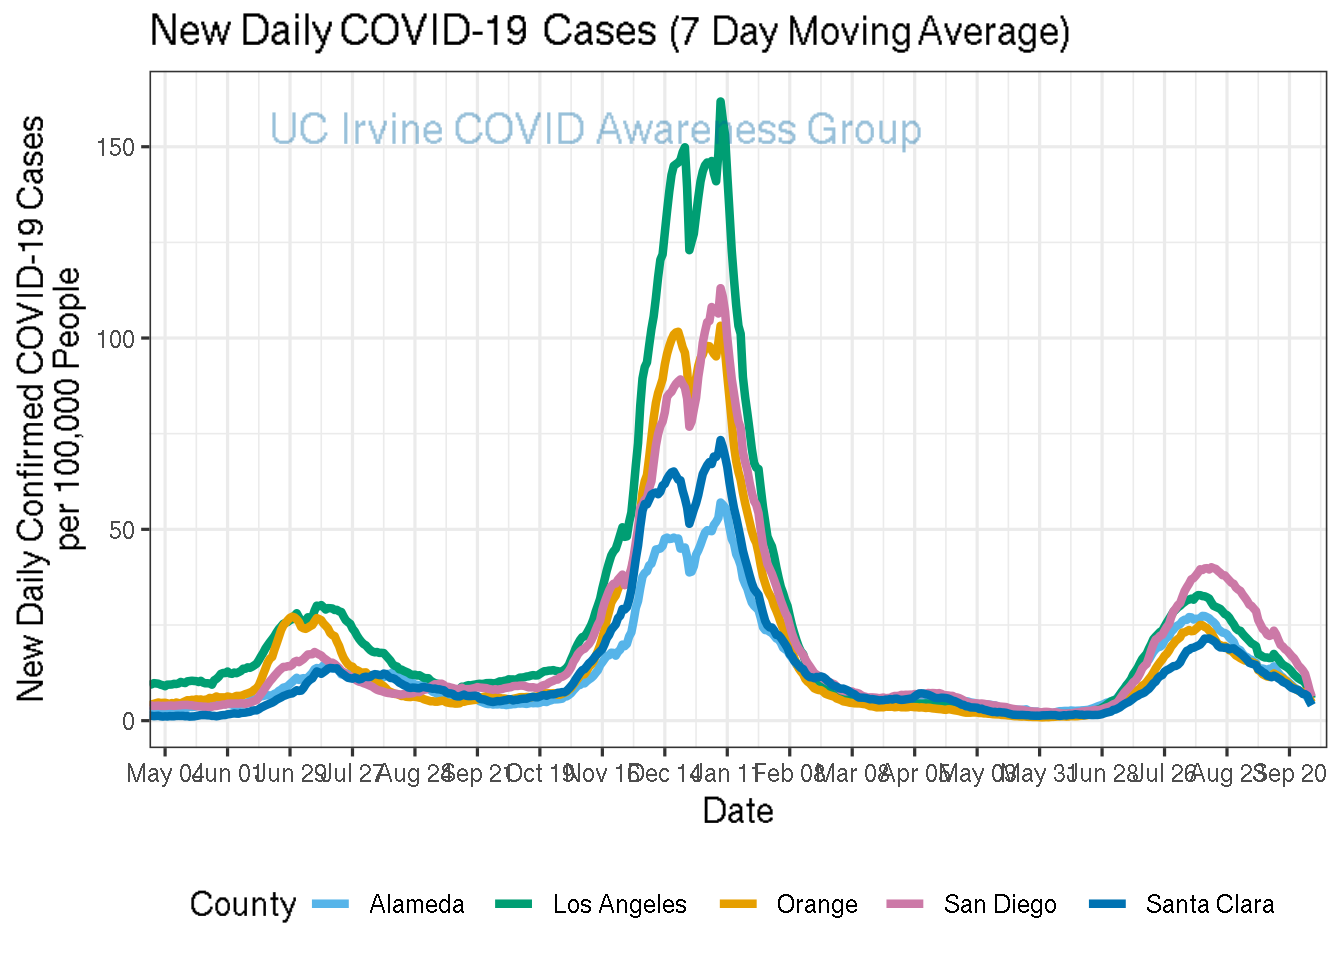 New Daily COVID-19 Cases (7 Day Moving Average)
UC Irvine COVID Awareness Group
New Daily Confirmed COVID-19 Cases
per 100,000 People
150
100
50
0
May 04 Jun 01 Jun 29 Jul 27 Aug 24 Sep 21 Oct 19 Nov 16 Dec 14 Jan 11 Feb 08 Mar 08 Apr 05 May 03 May 31 Jun 28 Jul 26 Aug 23 Sep 20
Date
County Alameda Los Angeles Orange San Diego Santa Clara